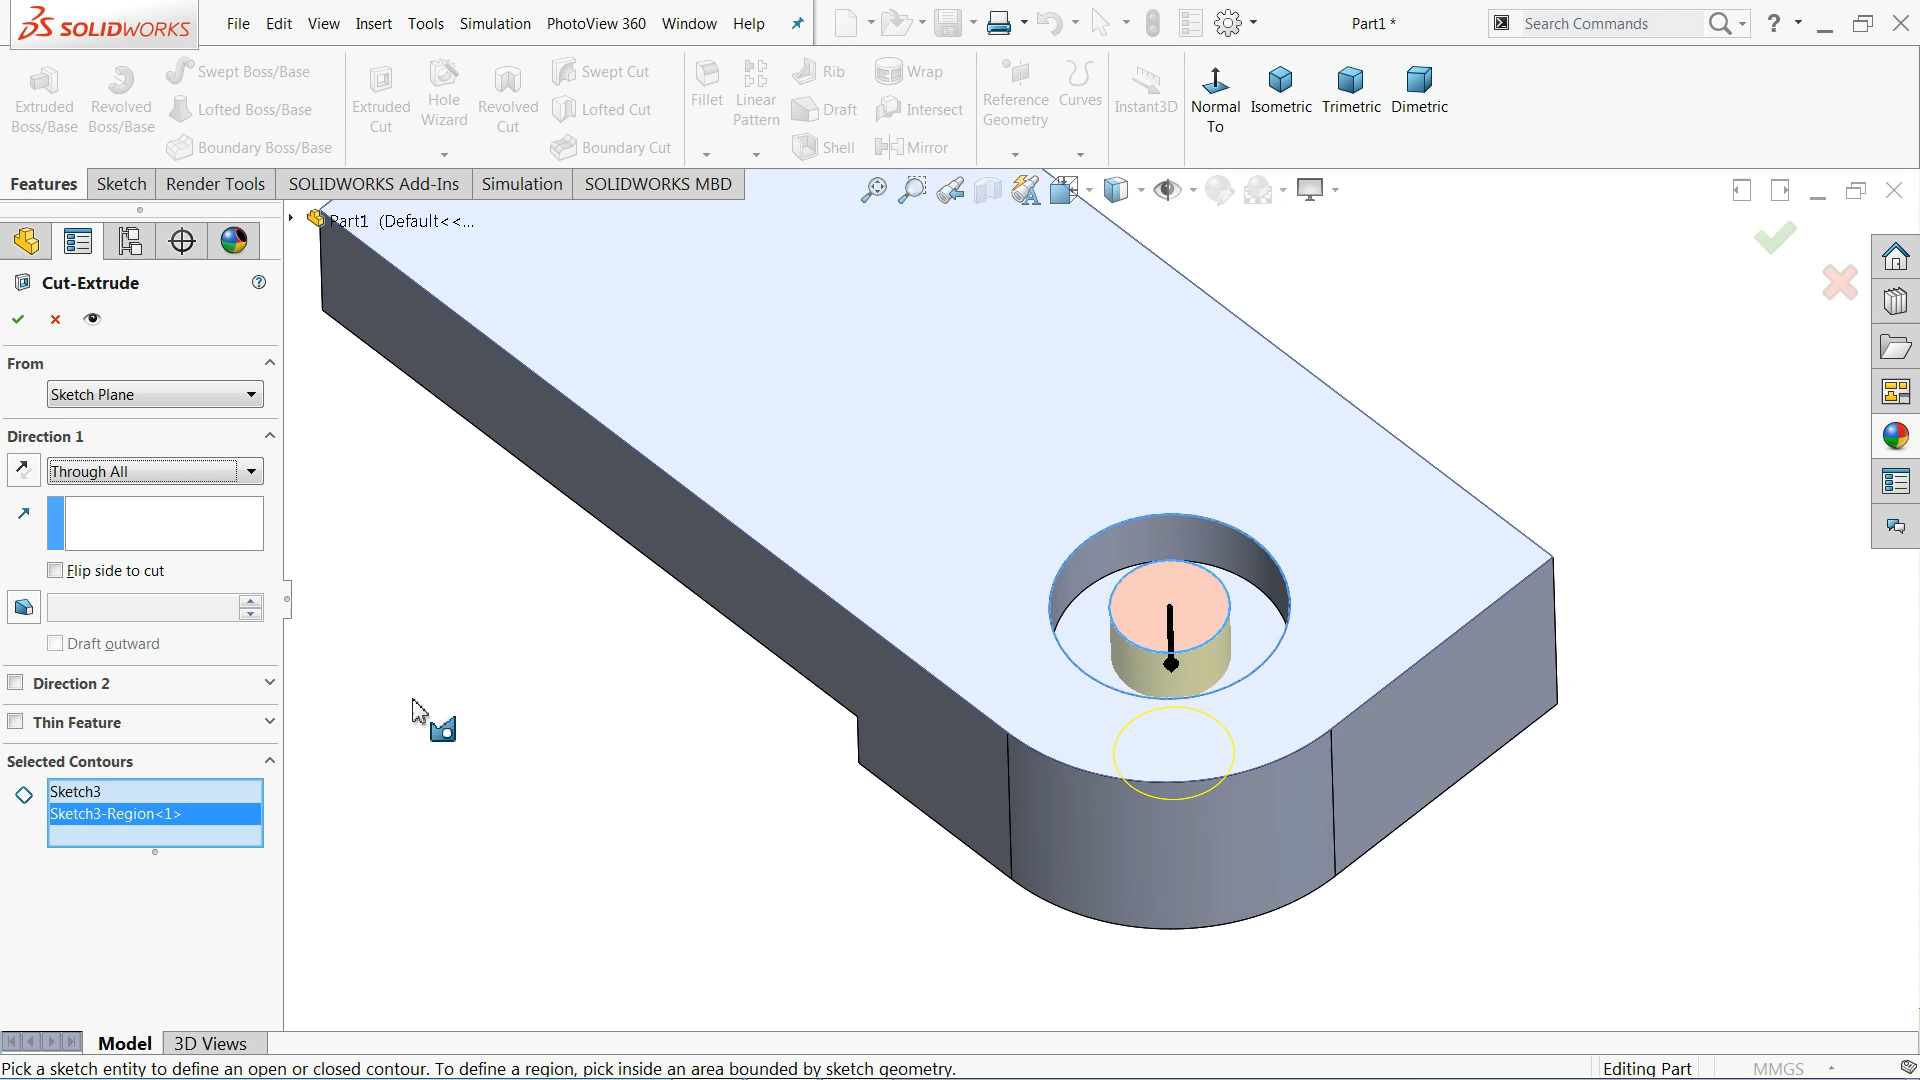 SOLIDWORKS
File Edit View Insert Tools Simulation PhotoView 360 Window Help
Part1 *
Search Commands
Extruded Boss/Base
Revolved Boss/Base
Swept Boss/Base
Lofted Boss/Base
Boundary Boss/Base
Extruded Cut
Hole Wizard
Revolved Cut
Swept Cut
Lofted Cut
Boundary Cut
Fillet
Linear Pattern
Rib
Draft
Shell
Wrap
Intersect
Mirror
Reference Geometry
Curves
Instant3D
Normal To
Isometric
Trimetric
Dimetric
Features Sketch Render Tools SOLIDWORKS Add-Ins Simulation SOLIDWORKS MBD
Part1 (Default<<...
Cut-Extrude
From
Sketch Plane
Direction 1
Through All
Flip side to cut
Draft outward
Direction 2
Thin Feature
Selected Contours
Sketch3
Sketch3-Region<1>
Model 3D Views
Pick a sketch entity to define an open or closed contour. To define a region, pick inside an area bounded by sketch geometry.
Editing Part
MMGS